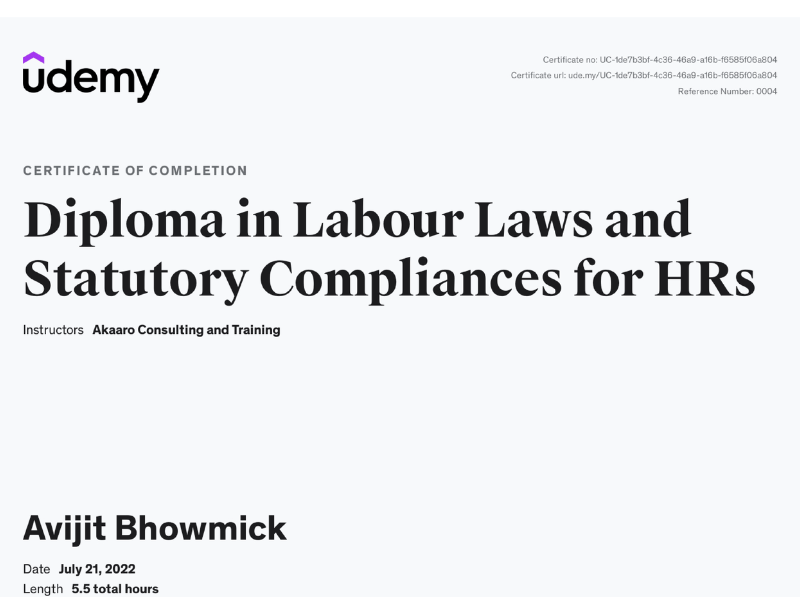 udemy
Certificate no: UC-1de7b3bf-4c36-46a9-a16b-f6585f06a804
Certificate url: ude.my/UC-1de7b3bf-4c36-46a9-a16b-f6585f06a804
Reference Number: 0004
CERTIFICATE OF COMPLETION
Diploma in Labour Laws and
Statutory Compliances for HRs
Instructors Akaaro Consulting and Training
Avijit Bhowmick
Date July 21, 2022
Length 5.5 total hours